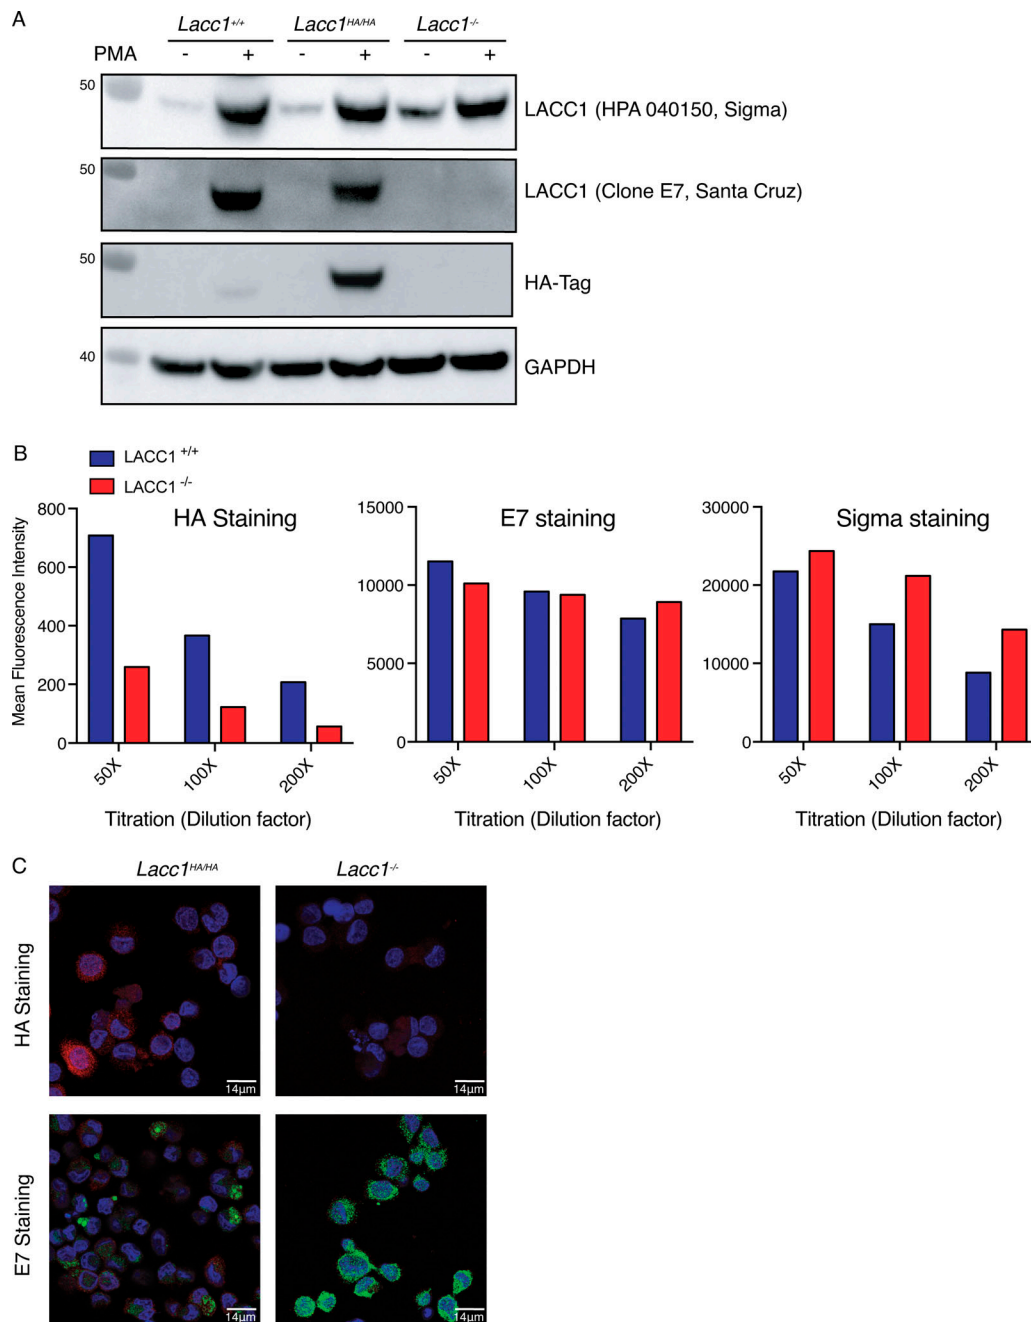 A
Lacc1+/+ Lacc1HA/HA Lacc1-/-
PMA - + - + - +
50
LACC1 (HPA 040150, Sigma)
50
LACC1 (Clone E7, Santa Cruz)
50
HA-Tag
40
GAPDH
B
LACC1 +/+
LACC1 -/-
HA Staining
Mean Fluorescence Intensity
800
600
400
200
0
50X 100X 200X
Titration (Dilution factor)
E7 staining
15000
10000
5000
0
50X 100X 200X
Titration (Dilution factor)
Sigma staining
30000
20000
10000
0
50X 100X 200X
Titration (Dilution factor)
C
Lacc1HA/HA Lacc1-/-
HA Staining
14µm
14µm
E7 Staining
14µm
14µm